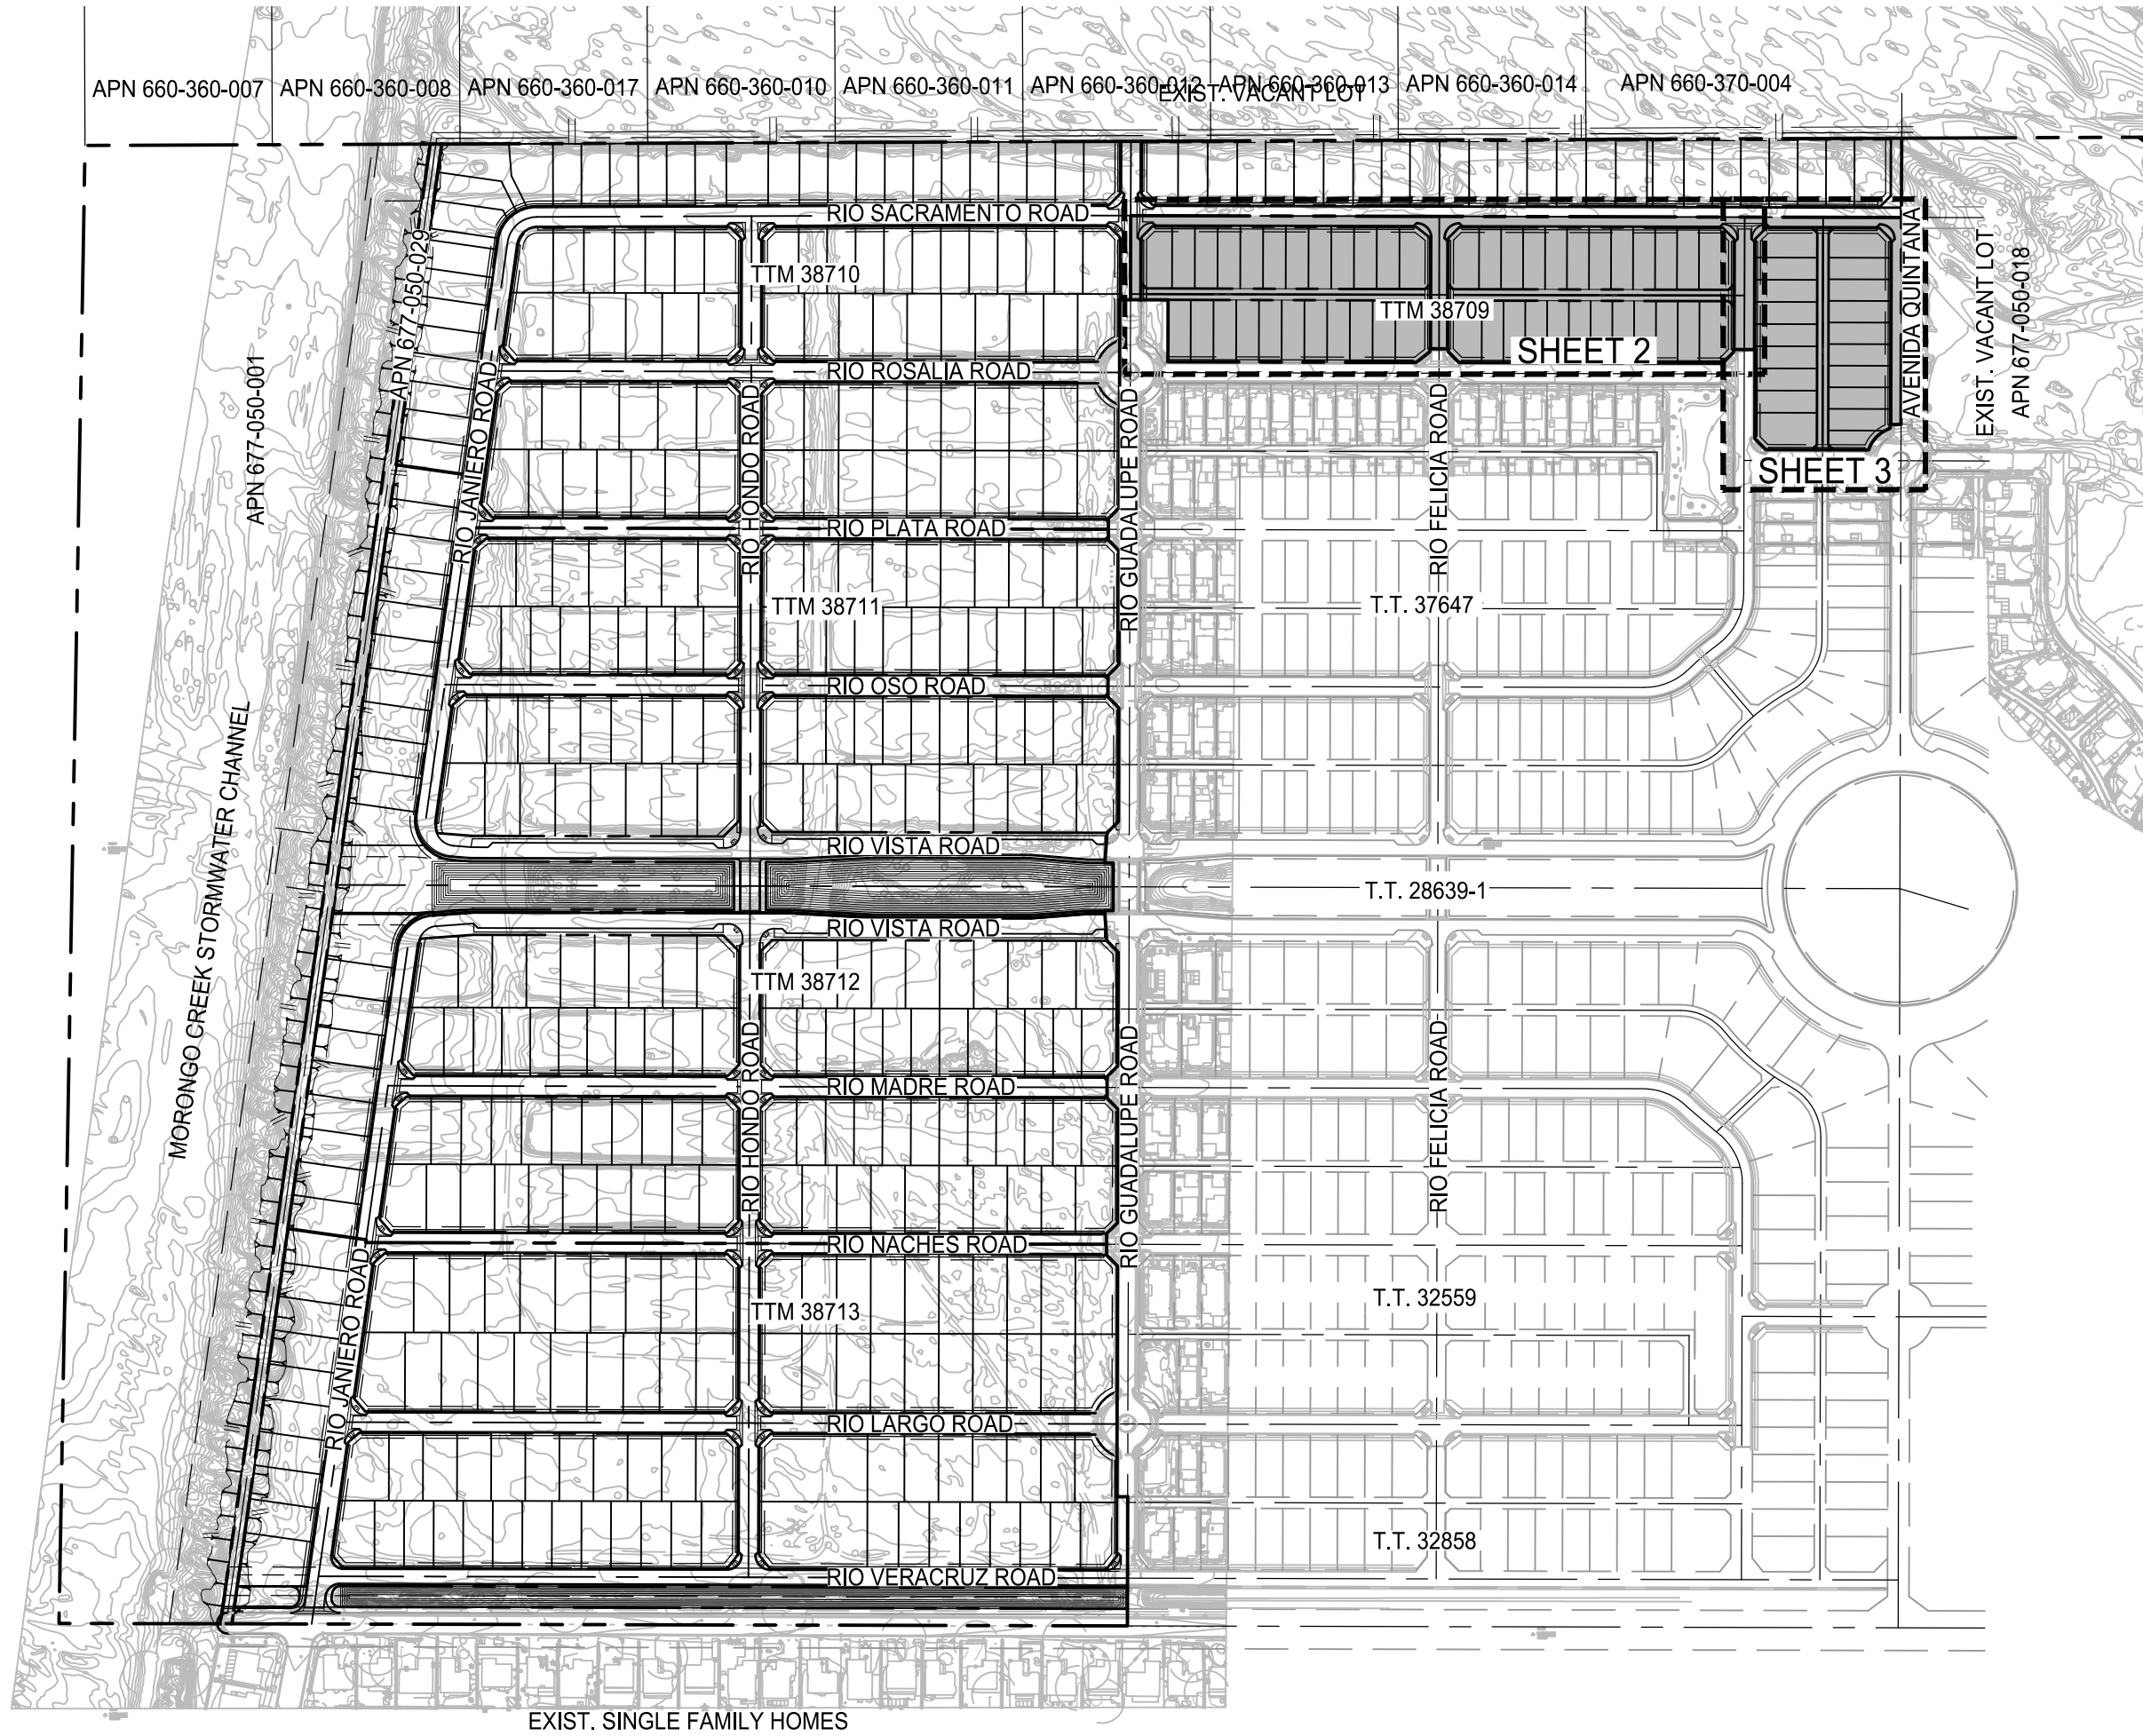 APN 660-360-007
APN 660-360-008
APN 660-360-017
APN 660-360-010
APN 660-360-011
APN 660-360-012
APN 660-360-013
APN 660-360-014
APN 660-370-004
EXIST. VACANT LOT
RIO SACRAMENTO ROAD
APN 677-050-029
AVENIDA QUINTANA
EXIST. VACANT LOT
APN 677-050-018
TTM 38710
TTM 38709
SHEET 2
APN 677-050-001
RIO JANIERO ROAD
RIO ROSALIA ROAD
RIO HONDO ROAD
RIO GUADALUPE ROAD
RIO FELICIA ROAD
SHEET 3
RIO PLATA ROAD
TTM 38711
T.T. 37647
RIO OSO ROAD
MORONGO CREEK STORMWATER CHANNEL
RIO VISTA ROAD
T.T. 28639-1
RIO VISTA ROAD
TTM 38712
RIO HONDO ROAD
RIO GUADALUPE ROAD
RIO FELICIA ROAD
RIO MADRE ROAD
RIO NACHES ROAD
RIO JANIERO ROAD
TTM 38713
T.T. 32559
RIO LARGO ROAD
T.T. 32858
RIO VERACRUZ ROAD
EXIST. SINGLE FAMILY HOMES